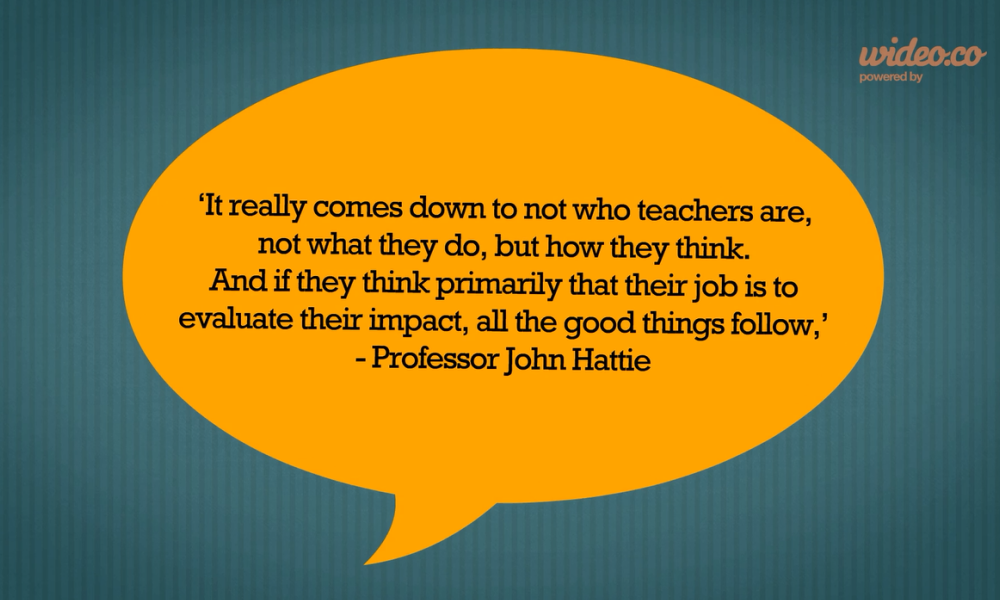 wideo.co
powered by
‘It really comes down to not who teachers are,
not what they do, but how they think.
And if they think primarily that their job is to
evaluate their impact, all the good things follow,’
- Professor John Hattie